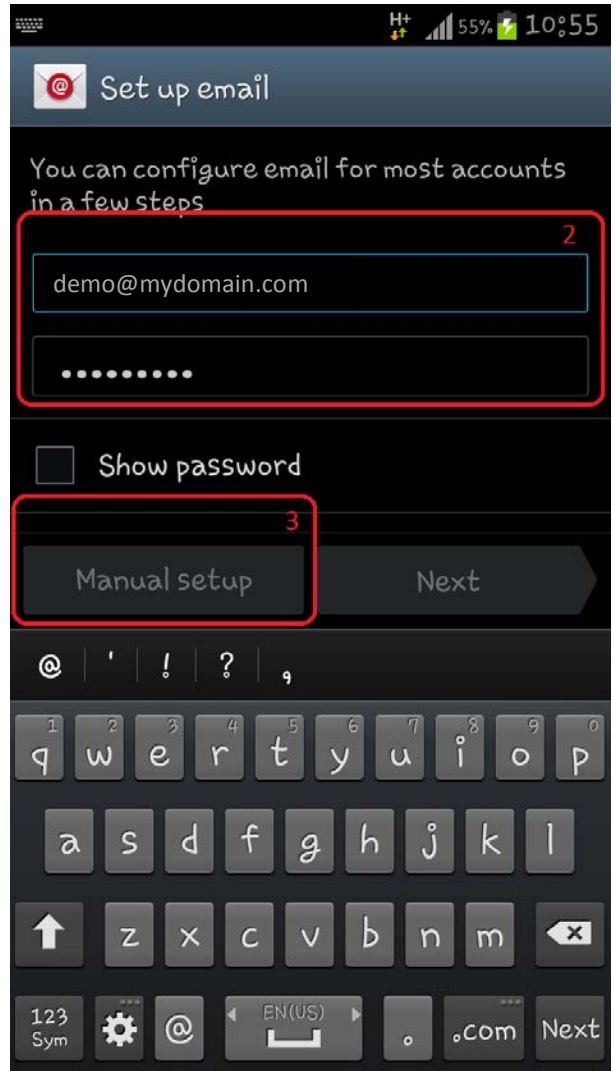 H+ 55% 10:55
@ Set up email
You can configure email for most accounts
in a few steps
2
demo@mydomain.com
•••••••••
Show password
3
Manual setup Next
@ ' ! ? ,
1 2 3 4 5 6 7 8 9 0
q w e r t y u i o p
a s d f g h j k l
z x c v b n m
EN(US)
123
Sym @ . .com Next